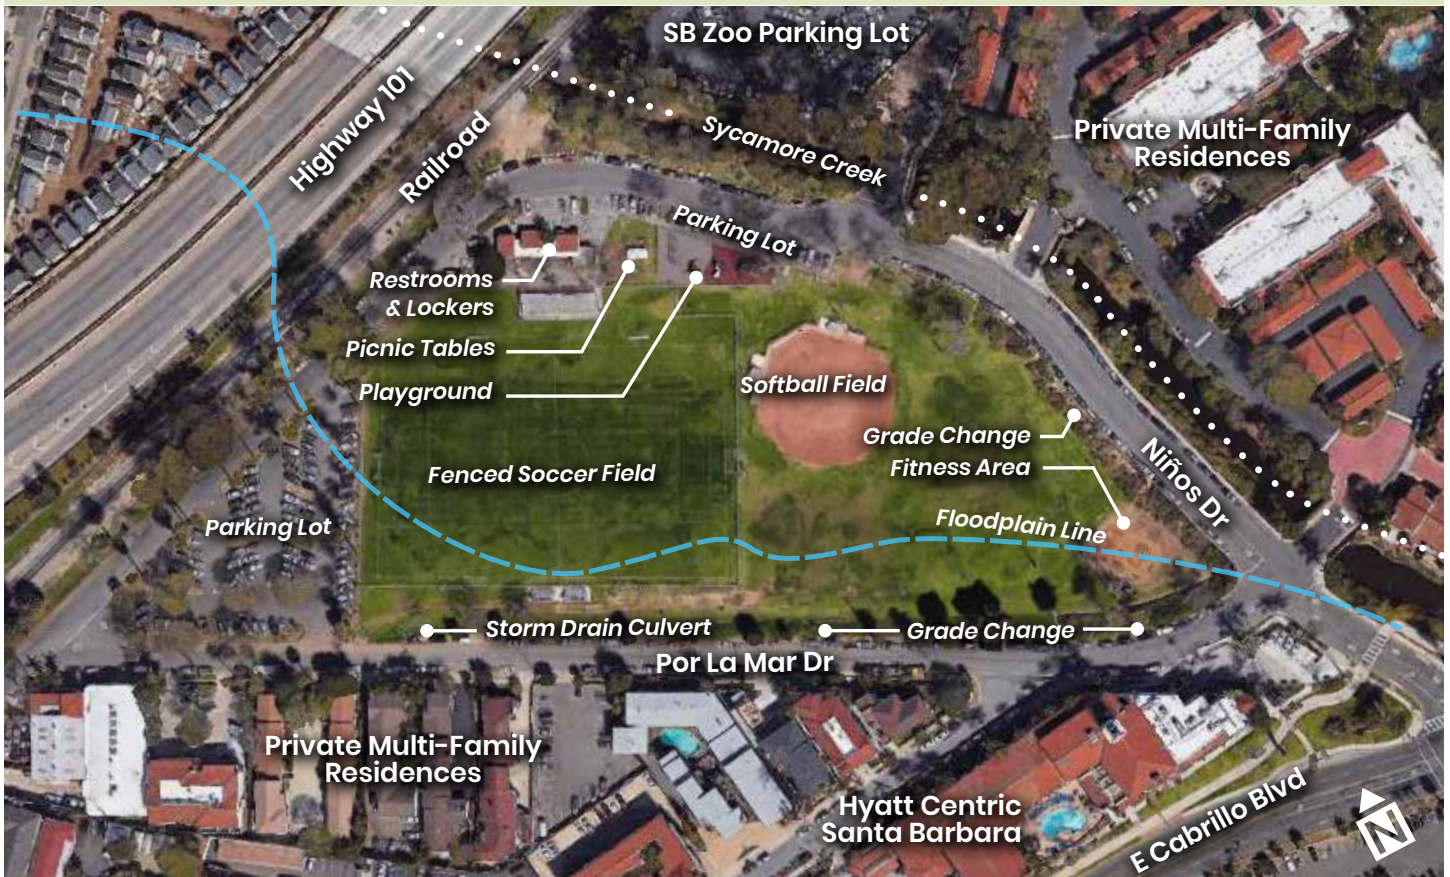 SB Zoo Parking Lot
Highway 101
Railroad
Sycamore Creek
Private Multi-Family
Residences
Parking Lot
Restrooms
& Lockers
Picnic Tables
Playground
Softball Field
Grade Change
Fitness Area
Niños Dr
Fenced Soccer Field
Parking Lot
Floodplain Line
Storm Drain Culvert
Grade Change
Por La Mar Dr
Private Multi-Family
Residences
Hyatt Centric
Santa Barbara
E Cabrillo Blvd
N